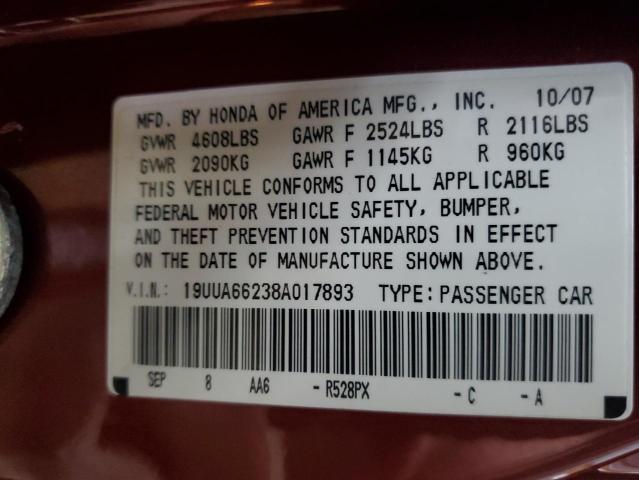 MFD. BY HONDA OF AMERICA MFG., INC. 10/07
GVWR 4608LBS GAWR F 2524LBS R 2116LBS
GVWR 2090KG GAWR F 1145KG R 960KG
THIS VEHICLE CONFORMS TO ALL APPLICABLE
FEDERAL MOTOR VEHICLE SAFETY, BUMPER,
AND THEFT PREVENTION STANDARDS IN EFFECT
ON THE DATE OF MANUFACTURE SHOWN ABOVE.
V.I.N.: 19UUA66238A017893 TYPE: PASSENGER CAR
SEP 8 AA6 - R528PX - C - A